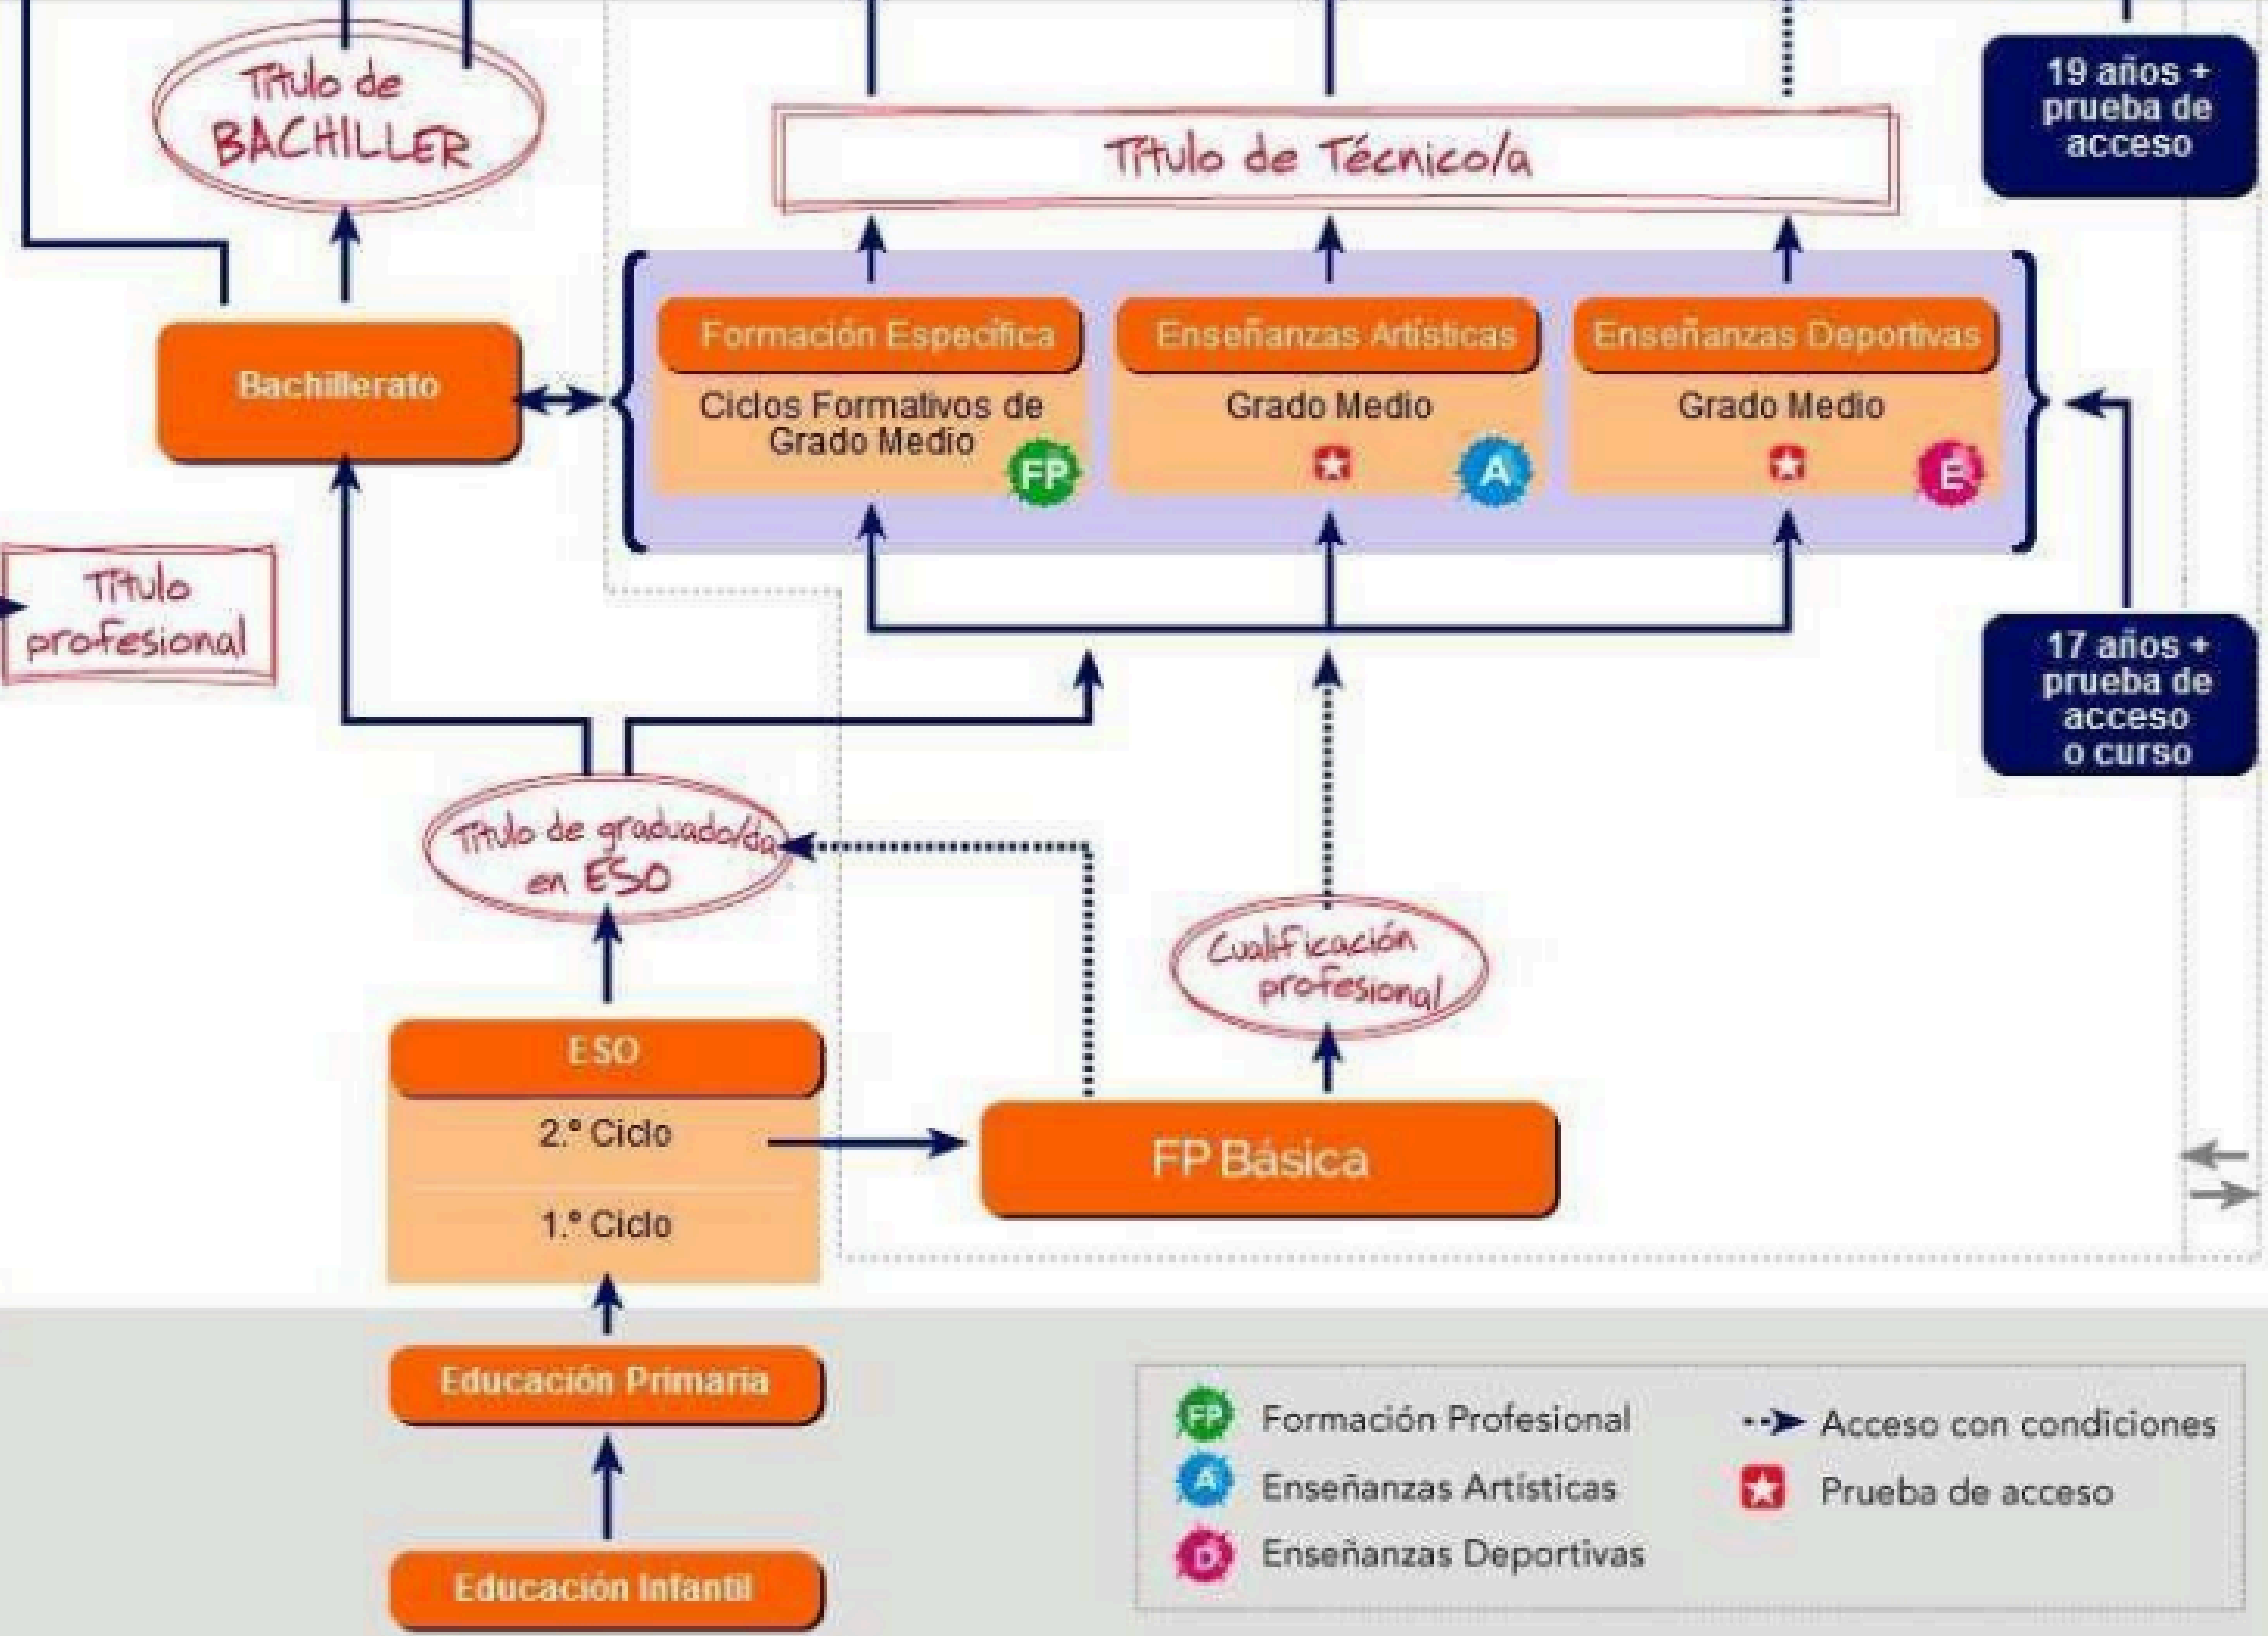 Título de
BACHILLER
19 años +
prueba de
acceso
Título de Técnico/a
Formación Específica
Enseñanzas Artísticas
Enseñanzas Deportivas
Bachillerato
Ciclos Formativos de
Grado Medio
FP
Grado Medio
A
Grado Medio
E
Título
profesional
17 años +
prueba de
acceso
o curso
Título de graduado/da
en ESO
Cualificación
profesional
ESO
2.º Ciclo
1.º Ciclo
FP Básica
Educación Primaria
Educación Infantil
FP Formación Profesional
A Enseñanzas Artísticas
D Enseñanzas Deportivas
Acceso con condiciones
Prueba de acceso